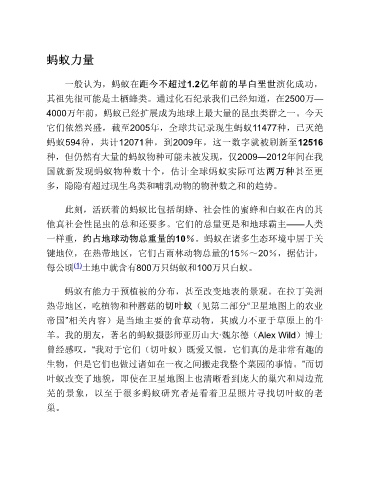 蚂蚁力量
一般认为，蚂蚁在距今不超过1.2亿年前的早白垩世演化成功，
其祖先很可能是土栖蜂类。通过化石纪录我们已经知道，在2500万—
4000万年前，蚂蚁已经扩展成为地球上最大量的昆虫类群之一。今天
它们依然兴盛，截至2005年，全球共记录现生蚂蚁11477种，已灭绝
蚂蚁594种，共计12071种。到2009年，这一数字就被刷新至12516
种，但仍然有大量的蚂蚁物种可能未被发现，仅2009—2012年间在我
国就新发现蚂蚁物种数十个。估计全球蚂蚁实际可达两万种甚至更
多，隐隐有超过现生鸟类和哺乳动物的物种数之和的趋势。
此刻，活跃着的蚂蚁比包括胡蜂、社会性的蜜蜂和白蚁在内的其
他真社会性昆虫的总和还要多。它们的总量更是和地球霸主——人类
一样重，约占地球动物总重量的10%。蚂蚁在诸多生态环境中居于关
键地位，在热带地区，它们占雨林动物总量的15%～20%，据估计，
每公顷(1)土地中就含有800万只蚂蚁和100万只白蚁。
蚂蚁有能力干预植被的分布，甚至改变地表的景观。在拉丁美洲
热带地区，吃植物和种蘑菇的切叶蚁（见第二部分“卫星地图上的农业
帝国”相关内容）是当地主要的食草动物，其威力不亚于草原上的牛
羊。我的朋友，著名的蚂蚁摄影师亚历山大·魏尔德（Alex Wild）博士
曾经感叹，“我对于它们（切叶蚁）既爱又恨，它们真的是非常有趣的
生物，但是它们也做过诸如在一夜之间搬走我整个菜园的事情。”而切
叶蚁改变了地貌，即使在卫星地图上也清晰看到庞大的巢穴和周边荒
芜的景象，以至于很多蚂蚁研究者是看着卫星照片寻找切叶蚁的老
巢。